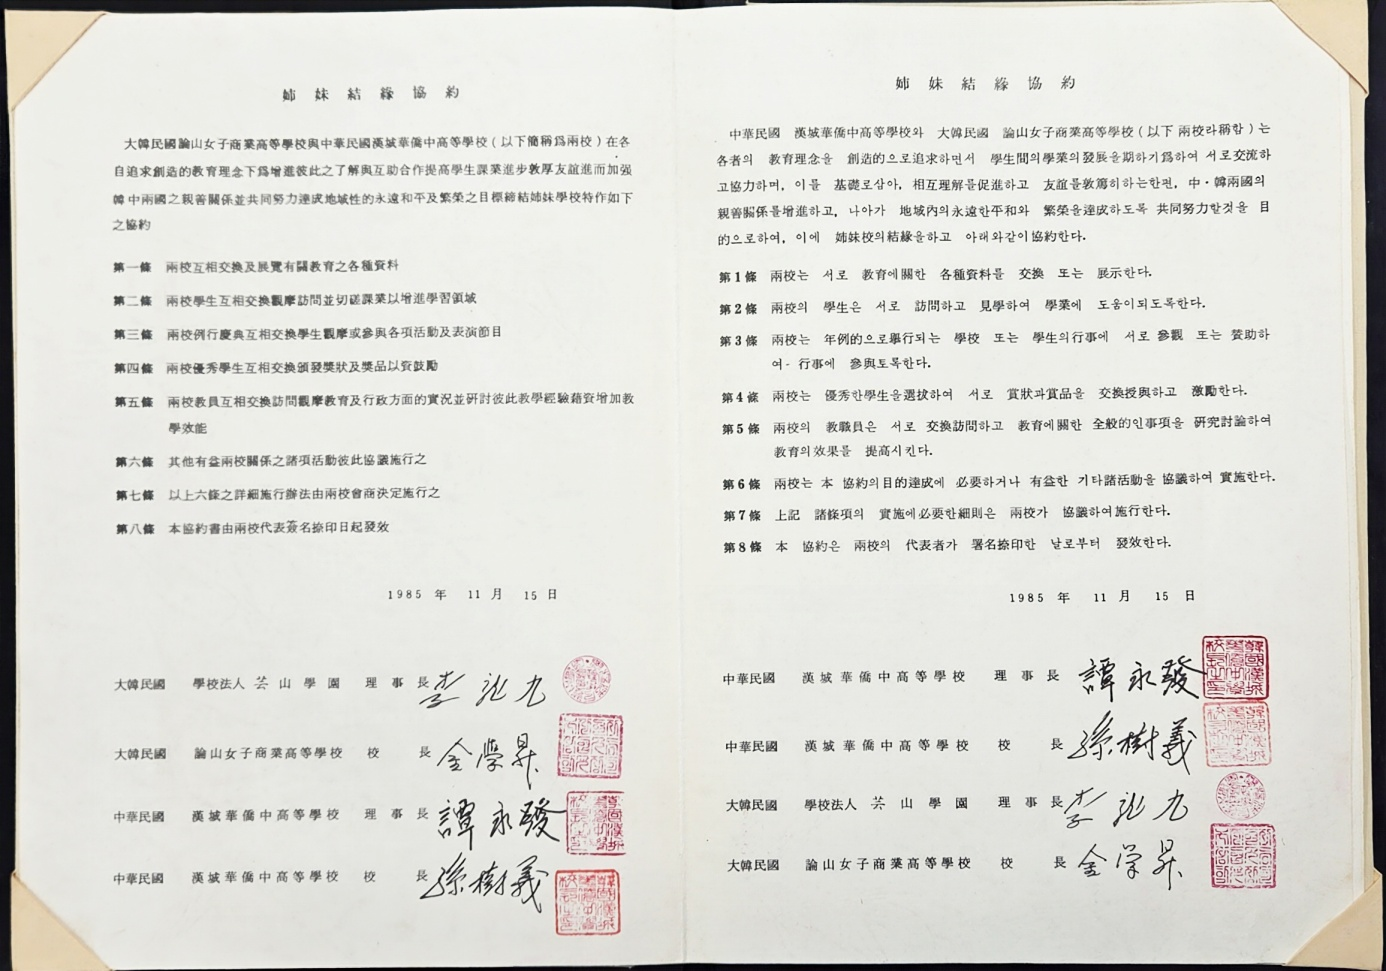 姉妹結緣協約
大韓民國論山女子商業高等學校與中華民國漢城華僑中高等學校(以下簡稱爲兩校)在各
自追求創造的教育理念下爲增進彼此之了解與互助合作提高學生課業進步敦厚友誼進而加强
韓中兩國之親善關係並共同努力達成地域性的永遠和平及繁榮之目標締結姉妹學校特作如下
之協約
第一條 兩校互相交換及展覽有關教育之各種資料
第二條 兩校學生互相交換觀摩訪問並切磋課業以增進學習領域
第三條 兩校例行慶典互相交換學生觀摩或參與各項活動及表演節目
第四條 兩校優秀學生互相交換頒發獎狀及獎品以資鼓勵
第五條 兩校教員互相交換訪問觀摩教育及行政方面的實況並硏討彼此教學經驗藉資增加教
學效能
第六條 其他有益兩校關係之諸項活動彼此協議施行之
第七條 以上六條之詳細施行辦法由兩校會商決定施行之
第八條 本協約書由兩校代表簽名捺印日起發效
1985 年 11 月 15 日
大韓民國 學校法人 芸山學園 理事長 李
大韓民國 論山女子商業高等學校 校長 金學昇
中華民國 漢城華僑中高等學校 理事長 譚永發
中華民國 漢城華僑中高等學校 校長 孫樹義
姉妹結緣協約
中華民國 漢城華僑中高等學校와 大韓民國 論山女子商業高等學校(以下 兩校라稱함)는
各者의 教育理念을 創造的으로追求하면서 學生間의學業의發展을期하기爲하여 서로交流하
고協力하며, 이를 基礎로삼아, 相互理解를促進하고 友誼를敦篤히하는한편, 中·韓兩國의
親善關係를增進하고, 나아가 地域內의永遠한平和와 繁榮을達成하도록 共同努力할것을 目
的으로하여, 이에 姉妹校의結緣을하고 아래와같이協約한다.
第1條 兩校는 서로 教育에關한 各種資料를 交換 또는 展示한다.
第2條 兩校의 學生은 서로 訪問하고 見學하여 學業에 도움이되도록한다.
第3條 兩校는 年例的으로擧行되는 學校 또는 學生의行事에 서로 參觀 또는 贊助하
여- 行事에 參與토록한다.
第4條 兩校는 優秀한學生을選拔하여 서로 賞狀과賞品을 交換授與하고 激勵한다.
第5條 兩校의 教職員은 서로 交換訪問하고 教育에關한 全般的인事項을 硏究討論하여
教育의效果를 提高시킨다.
第6條 兩校는 本 協約의目的達成에 必要하거나 有益한 기타諸活動을 協議하여 實施한다.
第7條 上記 諸條項의 實施에必要한細則은 兩校가 協議하여施行한다.
第8條 本 協約은 兩校의 代表者가 署名捺印한 날로부터 發效한다.
1985 年 11 月 15 日
中華民國 漢城華僑中高等學校 理事長 譚永發
中華民國 漢城華僑中高等學校 校長 孫樹義
大韓民國 學校法人 芸山學園 理事長 李
大韓民國 論山女子商業高等學校 校長 金学昇